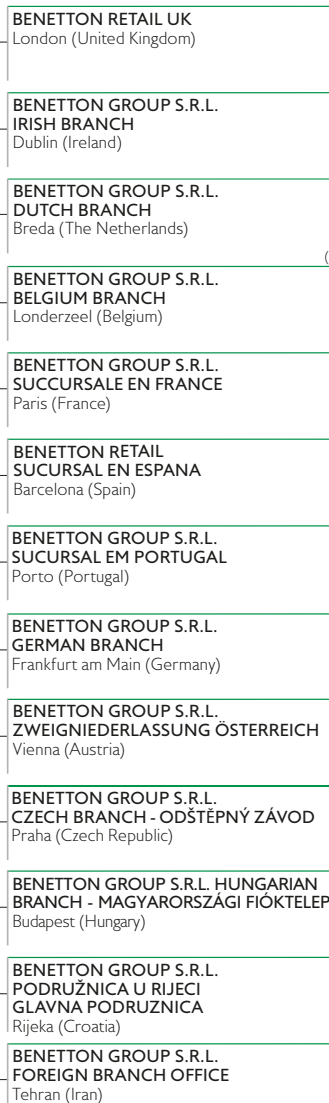 BENETTON RETAIL UK
London (United Kingdom)
BENETTON GROUP S.R.L.
IRISH BRANCH
Dublin (Ireland)
BENETTON GROUP S.R.L.
DUTCH BRANCH
Breda (The Netherlands)
(
BENETTON GROUP S.R.L.
BELGIUM BRANCH
Londerzeel (Belgium)
BENETTON GROUP S.R.L.
SUCCURSALE EN FRANCE
Paris (France)
BENETTON RETAIL
SUCURSAL EN ESPANA
Barcelona (Spain)
BENETTON GROUP S.R.L.
SUCURSAL EM PORTUGAL
Porto (Portugal)
BENETTON GROUP S.R.L.
GERMAN BRANCH
Frankfurt am Main (Germany)
BENETTON GROUP S.R.L.
ZWEIGNIEDERLASSUNG ÖSTERREICH
Vienna (Austria)
BENETTON GROUP S.R.L.
CZECH BRANCH - ODŠTĚPNÝ ZÁVOD
Praha (Czech Republic)
BENETTON GROUP S.R.L. HUNGARIAN
BRANCH - MAGYARORSZÁGI FIÓKTELEP
Budapest (Hungary)
BENETTON GROUP S.R.L.
PODRUŽNICA U RIJECI
GLAVNA PODRUZNICA
Rijeka (Croatia)
BENETTON GROUP S.R.L.
FOREIGN BRANCH OFFICE
Tehran (Iran)